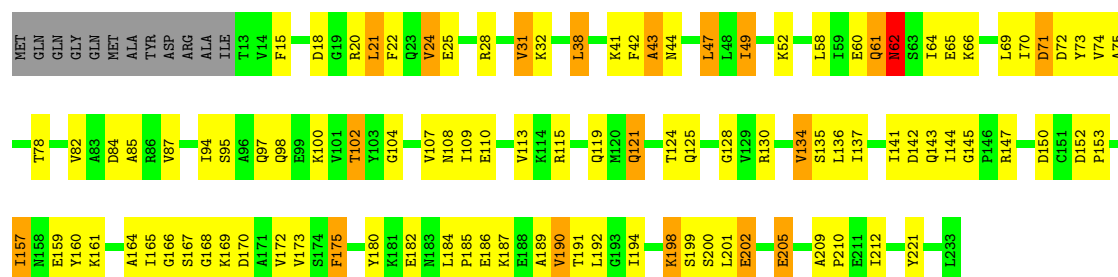 MET GLN GLN GLY GLN MET ALA TYR ASP ARG ALA ILE T13 V14 F15 D18 G19 R20 L21 F22 Q23 V24 E25 R28 V31 K32 L38 K41 F42 A43 N44 L47 L48 I49 K52 L58 I59 E60 Q61 N62 S63 I64 E65 K66 L69 I70 D71 D72 Y73 V74 A75
T78 V82 A83 D84 A85 R86 V87 I94 S95 A96 Q97 Q98 E99 K100 V101 T102 Y103 G104 V107 N108 I109 E110 V113 K114 R115 Q119 M120 Q121 T124 Q125 G128 V129 R130 V134 S135 L136 I137 I141 D142 Q143 I144 G145 P146 R147 D150 C151 D152 P153
I157 N158 E159 Y160 K161 A164 I165 G166 S167 G168 K169 D170 A171 V172 V173 S174 F175 Y180 K181 E182 N183 L184 P185 E186 K187 E188 A189 V190 T191 L192 G193 I194 K198 S199 S200 L201 E202 E205 A209 P210 E211 I212 Y221 L233